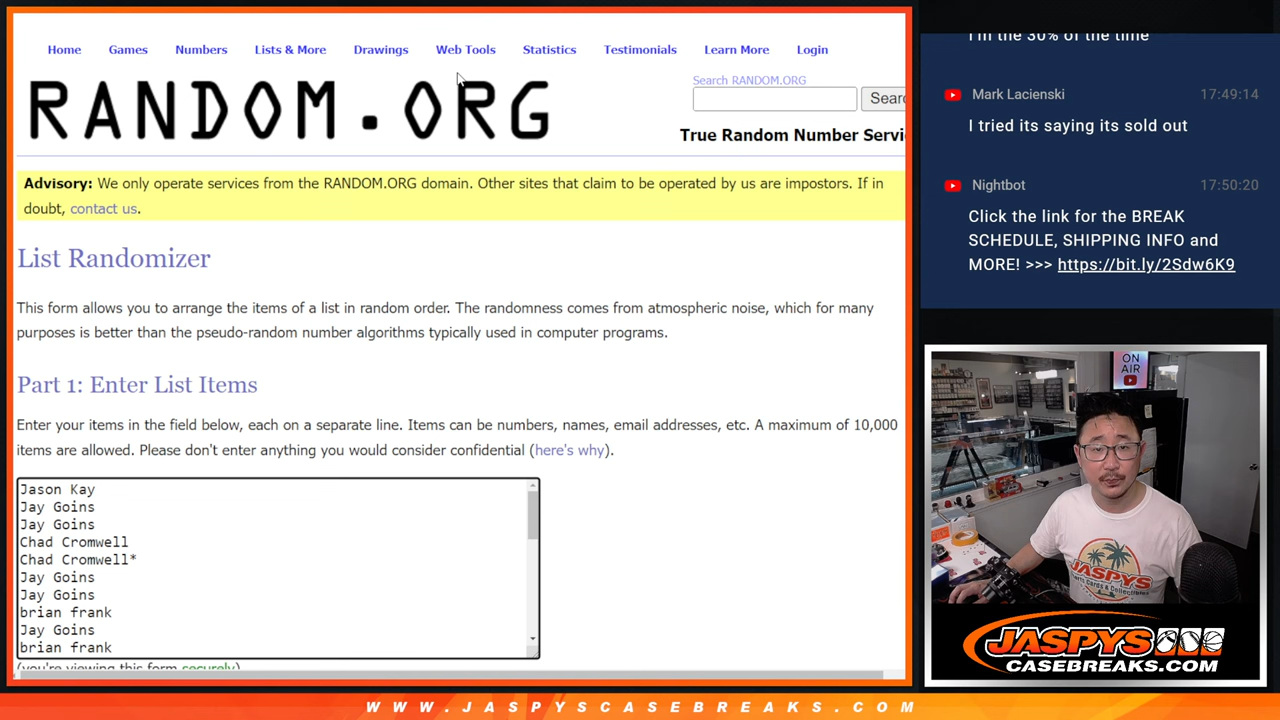 Home Games Numbers Lists & More Drawings Web Tools Statistics Testimonials Learn More Login
RANDOM.ORG
Search RANDOM.ORG
Searc
True Random Number Servi
Advisory: We only operate services from the RANDOM.ORG domain. Other sites that claim to be operated by us are impostors. If in
doubt, contact us.
List Randomizer
This form allows you to arrange the items of a list in random order. The randomness comes from atmospheric noise, which for many
purposes is better than the pseudo-random number algorithms typically used in computer programs.
Part 1: Enter List Items
Enter your items in the field below, each on a separate line. Items can be numbers, names, email addresses, etc. A maximum of 10,000
items are allowed. Please don't enter anything you would consider confidential (here's why).
Jason Kay
Jay Goins
Jay Goins
Chad Cromwell
Chad Cromwell*
Jay Goins
Jay Goins
brian frank
Jay Goins
brian frank
(you're viewing this form securely)
I'm the 30% of the time
Mark Lacienski 17:49:14
I tried its saying its sold out
Nightbot 17:50:20
Click the link for the BREAK
SCHEDULE, SHIPPING INFO and
MORE! >>> https://bit.ly/2Sdw6K9
ON
AIR
JASPYS
JASPYS
CASEBREAKS.COM
WWW.JASPYSCASEBREAKS.COM